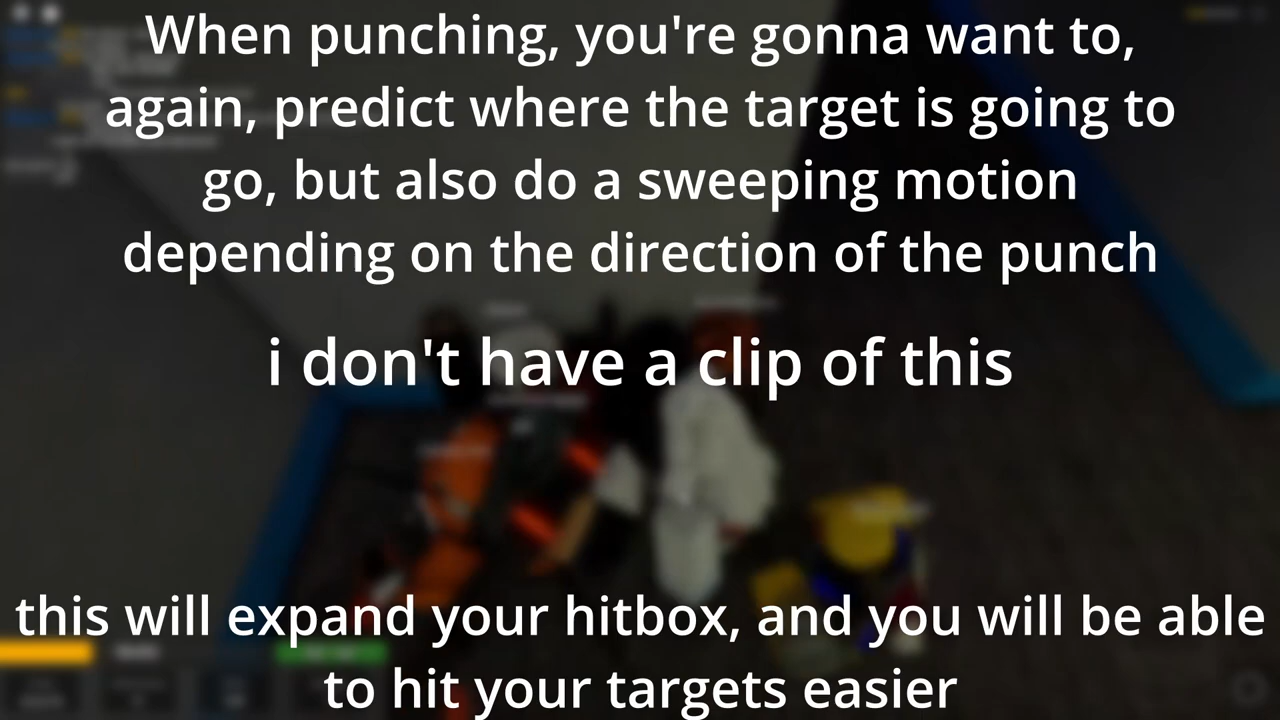 When punching, you're gonna want to,
again, predict where the target is going to
go, but also do a sweeping motion
depending on the direction of the punch
i don't have a clip of this
this will expand your hitbox, and you will be able
to hit your targets easier